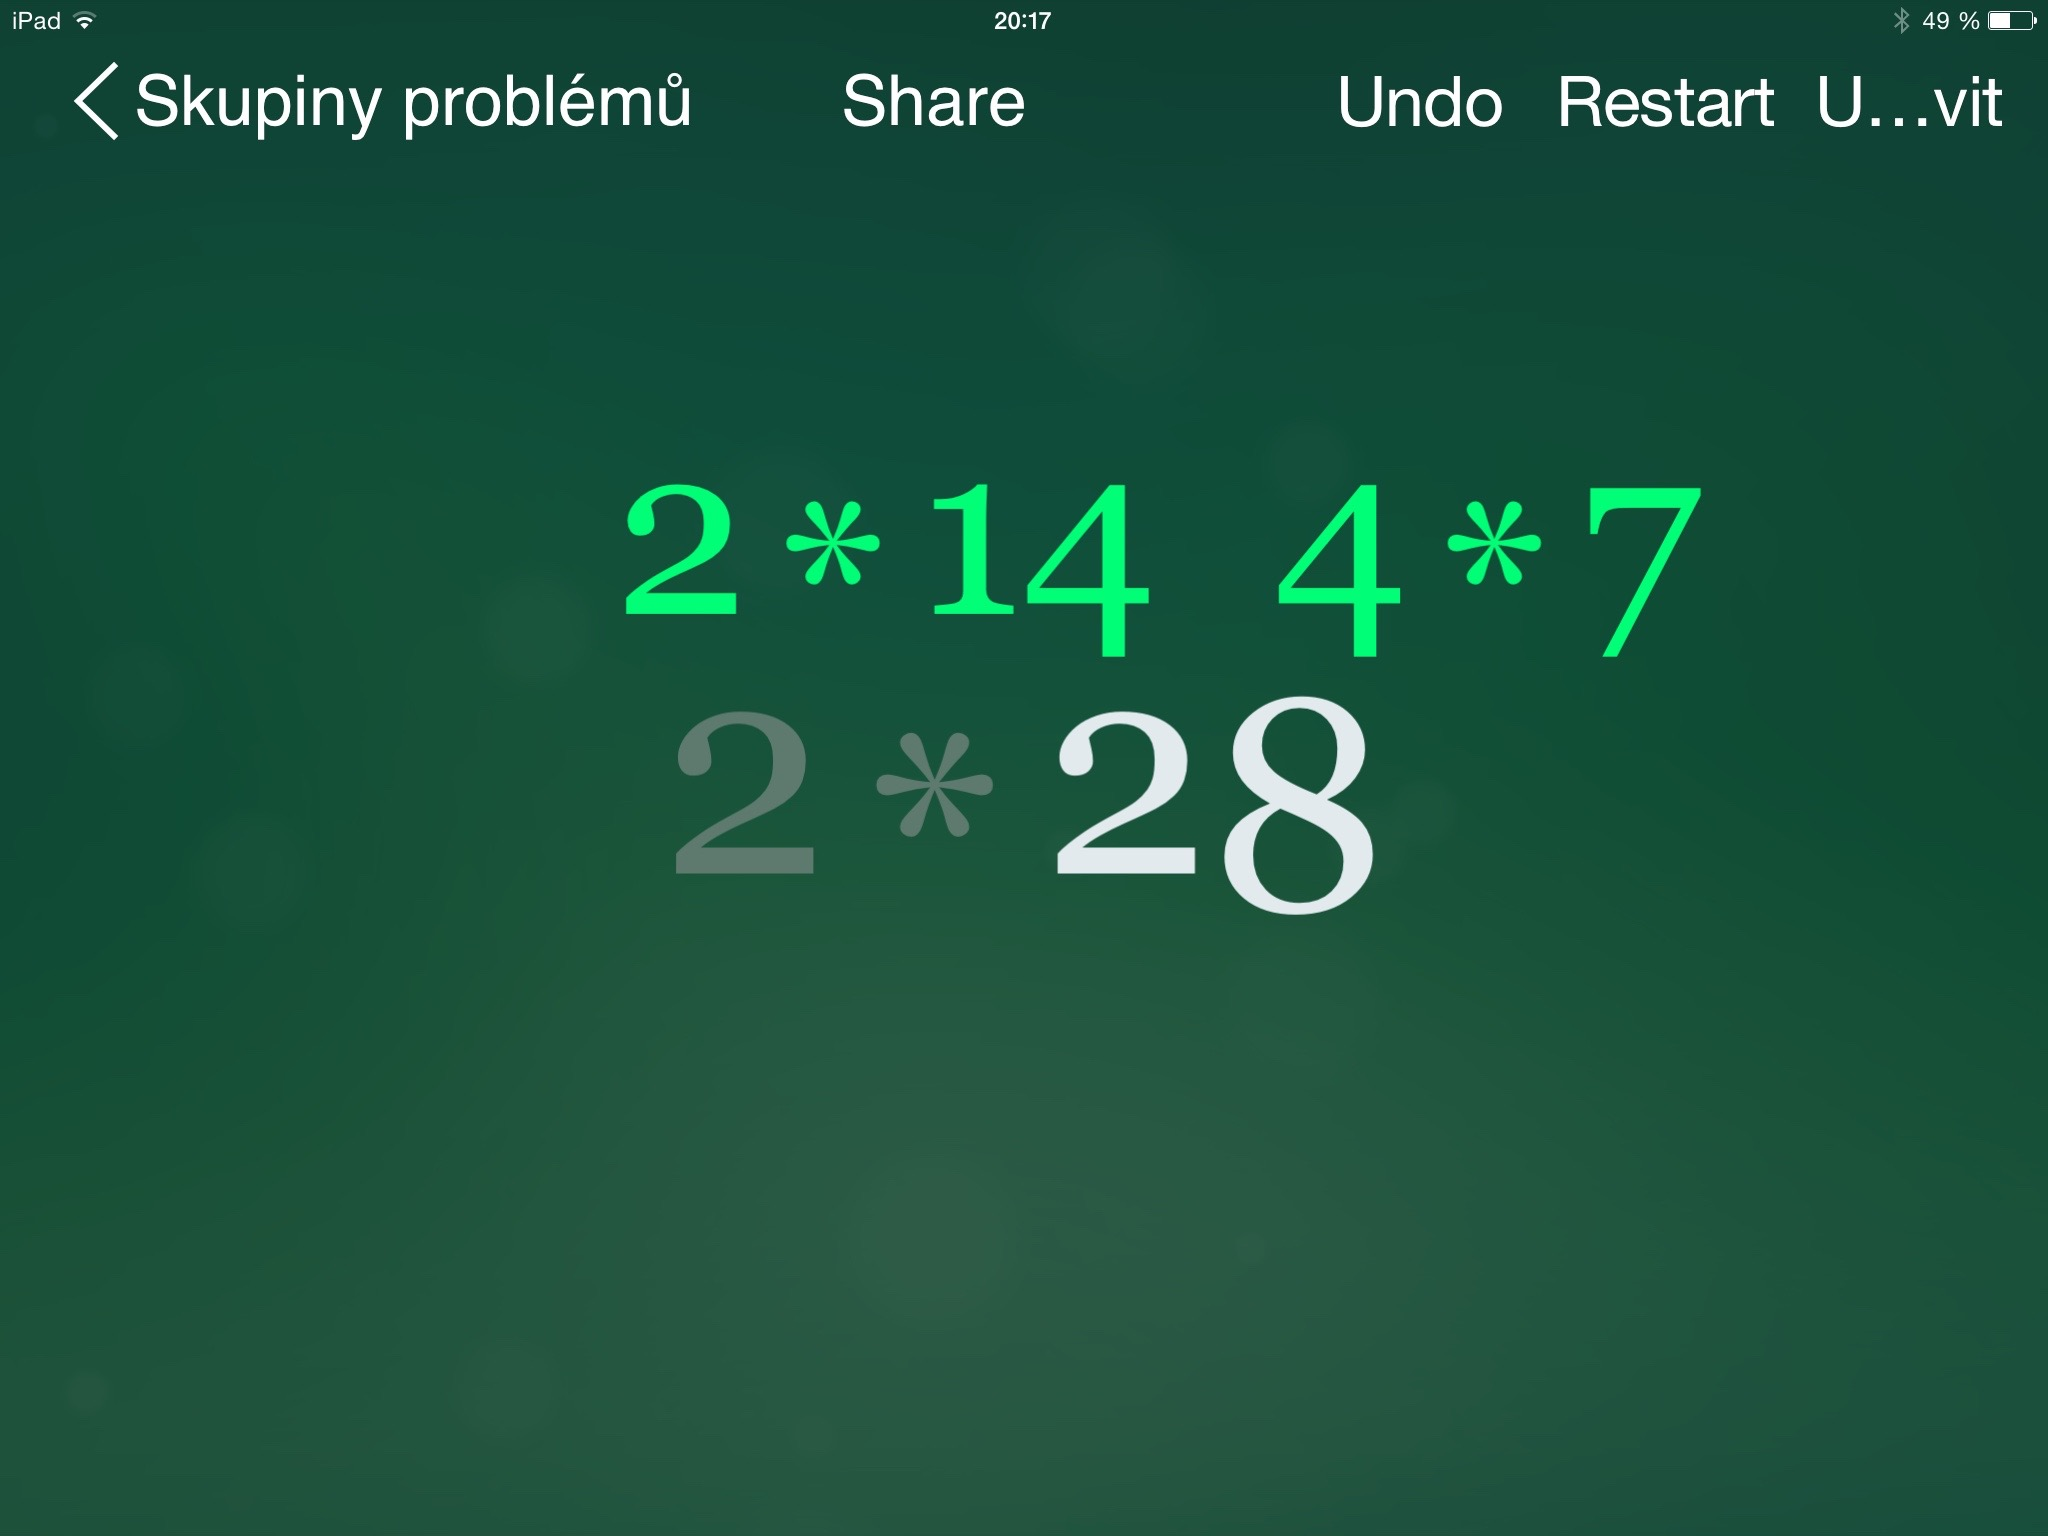 iPad 20:17 49 %
Skupiny problémů Share Undo Restart U...vit
2*14 4*7
2*28